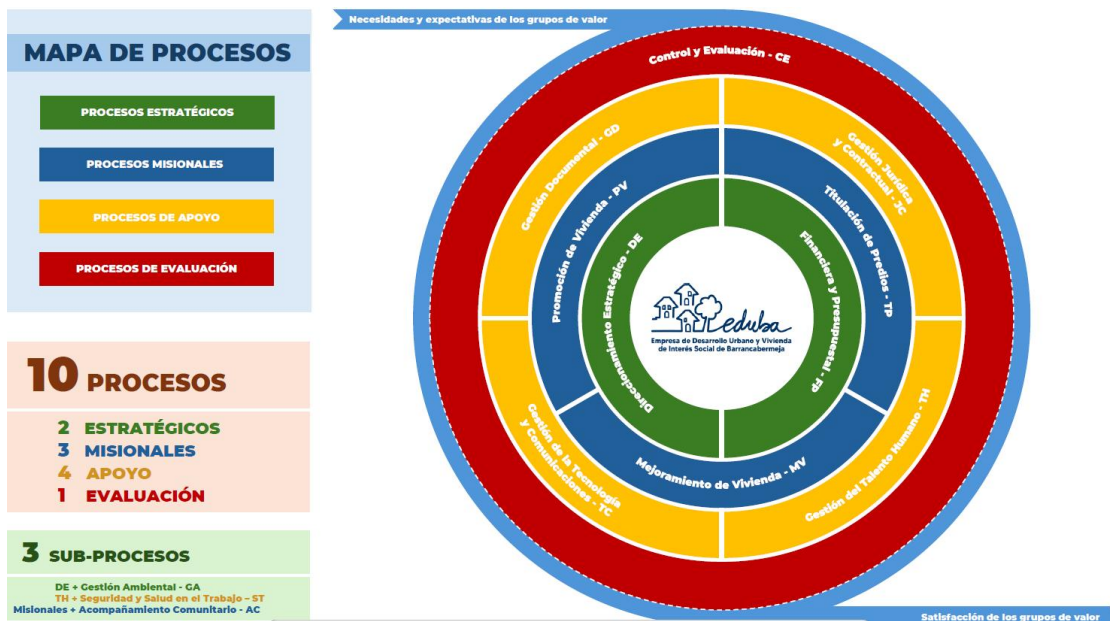 MAPA DE PROCESOS
PROCESOS ESTRATÉGICOS
PROCESOS MISIONALES
PROCESOS DE APOYO
PROCESOS DE EVALUACIÓN
10 PROCESOS
2 ESTRATÉGICOS
3 MISIONALES
4 APOYO
1 EVALUACIÓN
3 SUB-PROCESOS
DE + Gestión Ambiental - GA
TH + Seguridad y Salud en el Trabajo – ST
Misionales + Acompañamiento Comunitario - AC
Necesidades y expectativas de los grupos de valor
Control y Evaluación - CE
Gestión Documental - GD
Gestión Jurídica
y Contractual - JC
Promoción de Vivienda - PV
Titulación de Predios - TP
Direccionamiento Estratégico - DE
Financiera y Presupuestal - FP
eduba
Empresa de Desarrollo Urbano y Vivienda
de Interés Social de Barrancabermeja
Mejoramiento de Vivienda - MV
Gestión de la Tecnología
y Comunicaciones - TC
Gestión del Talento Humano - TH
Satisfacción de los grupos de valor